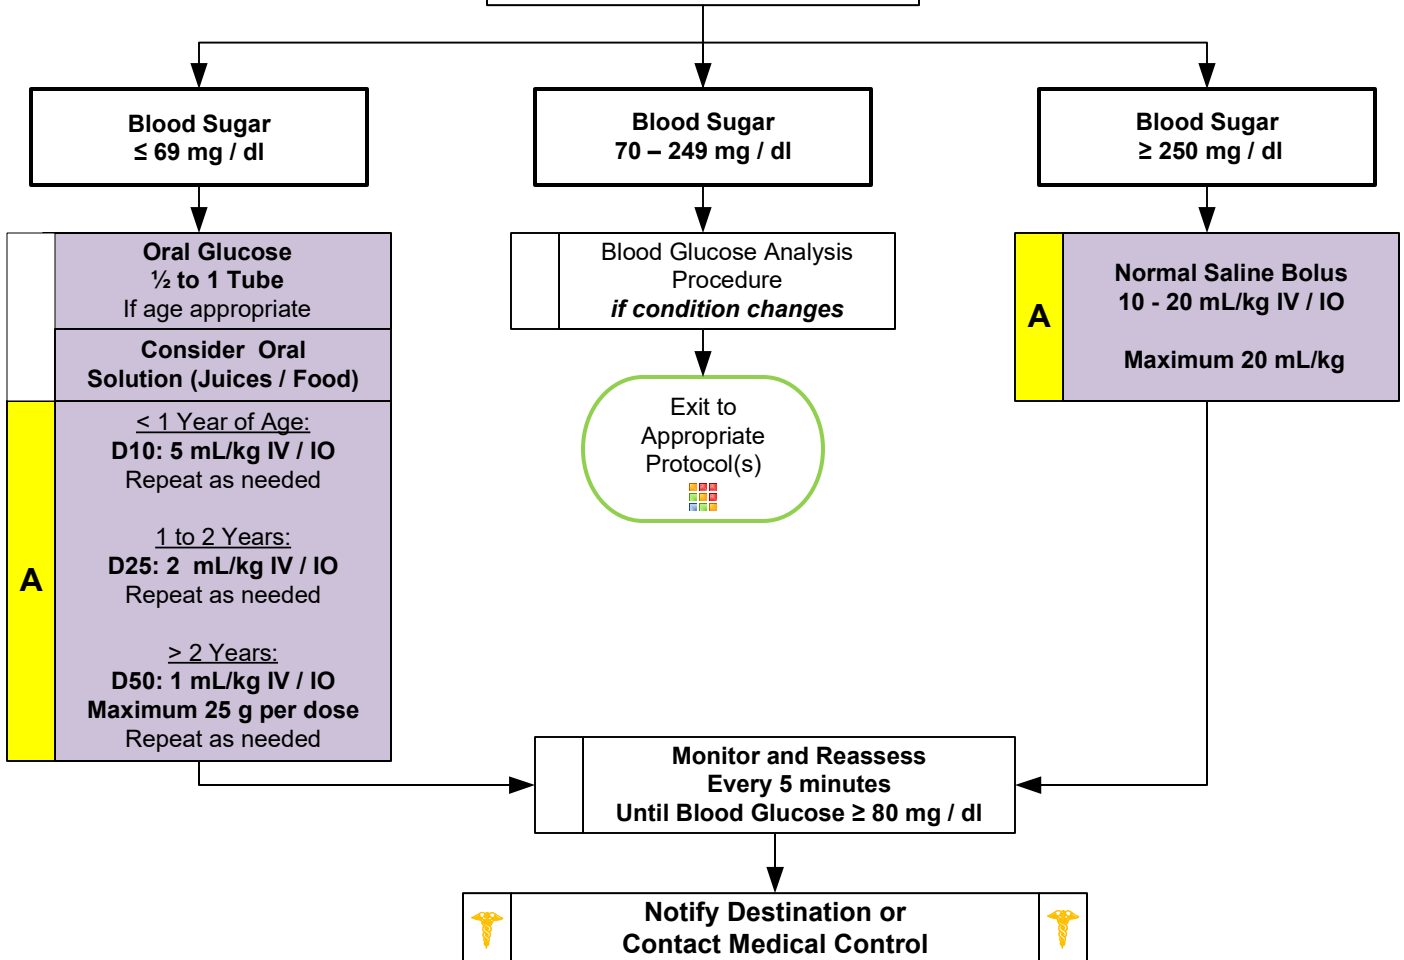 Blood Sugar
≤ 69 mg / dl
Blood Sugar
70 – 249 mg / dl
Blood Sugar
≥ 250 mg / dl
Oral Glucose
½ to 1 Tube
If age appropriate
Consider Oral
Solution (Juices / Food)
A
< 1 Year of Age:
D10: 5 mL/kg IV / IO
Repeat as needed
1 to 2 Years:
D25: 2 mL/kg IV / IO
Repeat as needed
> 2 Years:
D50: 1 mL/kg IV / IO
Maximum 25 g per dose
Repeat as needed
Blood Glucose Analysis
Procedure
if condition changes
Exit to
Appropriate
Protocol(s)
A
Normal Saline Bolus
10 - 20 mL/kg IV / IO
Maximum 20 mL/kg
Monitor and Reassess
Every 5 minutes
Until Blood Glucose ≥ 80 mg / dl
Notify Destination or
Contact Medical Control